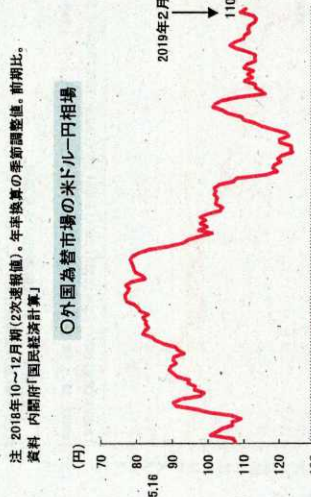 注 2018年10~12月期(2次速報値)。年率換算の季節調整値。前期比。
資料 内閣府「国民経済計算」
○外国為替市場の米ドルー円相場
(円)
70
80
5.16
90
100
110
120
130
2019年2月
110